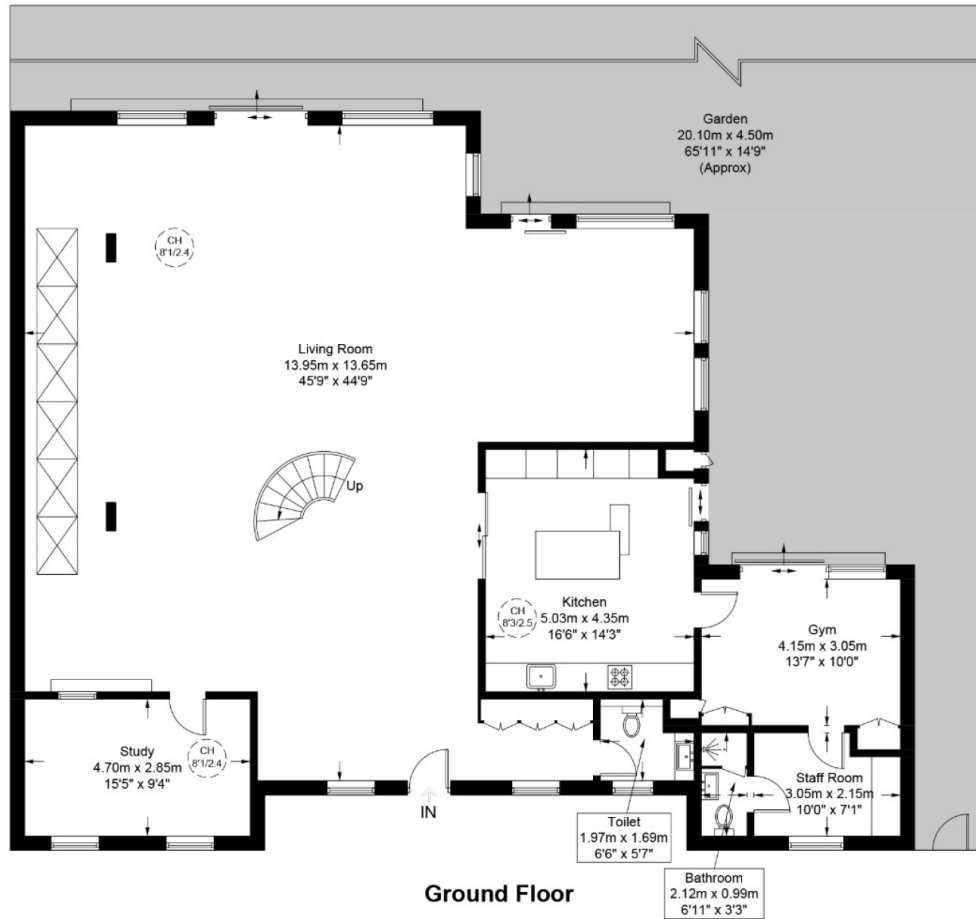 Garden
20.10m x 4.50m
65'11" x 14'9"
(Approx)
CH
8'1/2.4
Living Room
13.95m x 13.65m
45'9" x 44'9"
Up
CH
8'3/2.5
Kitchen
5.03m x 4.35m
16'6" x 14'3"
Gym
4.15m x 3.05m
13'7" x 10'0"
Study
4.70m x 2.85m
15'5" x 9'4"
CH
8'1/2.4
Staff Room
3.05m x 2.15m
10'0" x 7'1"
IN
Toilet
1.97m x 1.69m
6'6" x 5'7"
Bathroom
2.12m x 0.99m
6'11" x 3'3"
Ground Floor